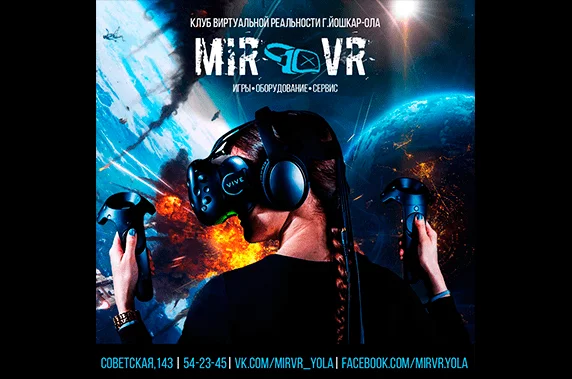 КЛУБ ВИРТУАЛЬНОЙ РЕАЛЬНОСТИ Г.ЙОШКАР-ОЛА
MIR VR
ИГРЫ•ОБОРУДОВАНИЕ•СЕРВИС
VIVE
СОВЕТСКАЯ,143 | 54-23-45 | VK.COM/MIRVR_YOLA | FACEBOOK.COM/MIRVR.YOLA